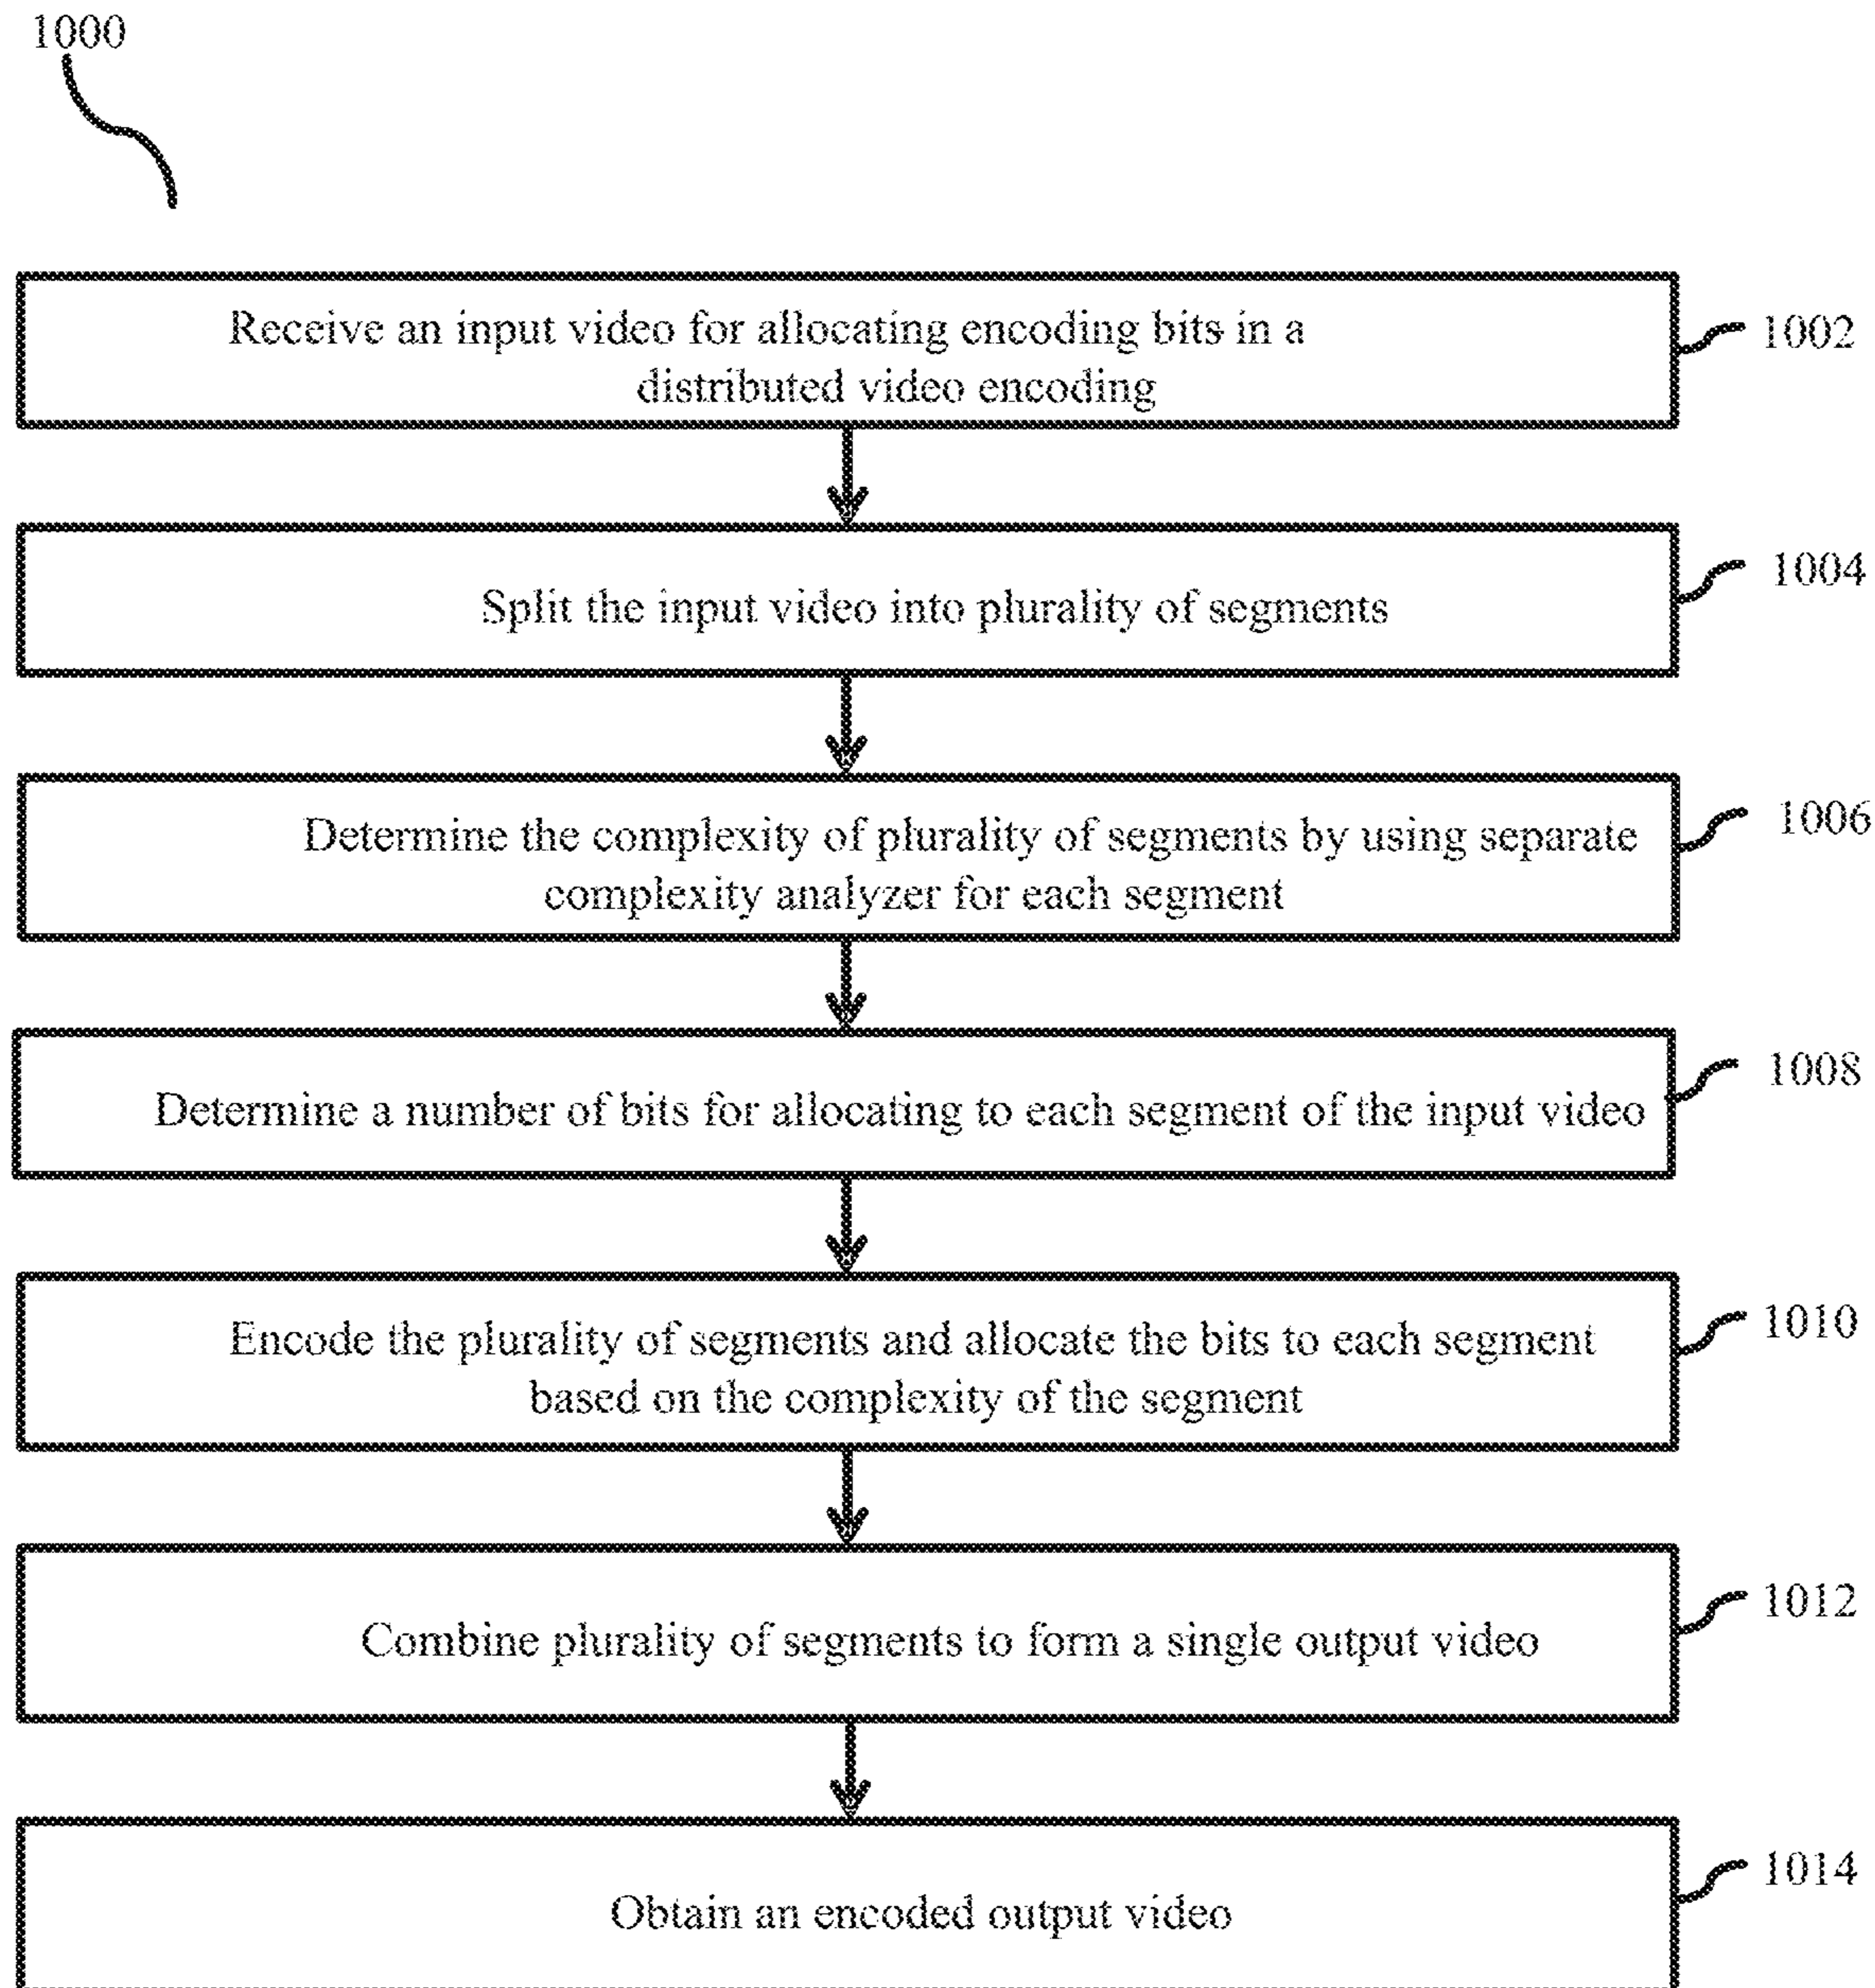 1000
Receive an input video for allocating encoding bits in a
distributed video encoding
1002
Split the input video into plurality of segments
1004
Determine the complexity of plurality of segments by using separate
complexity analyzer for each segment
1006
Determine a number of bits for allocating to each segment of the input video
1008
Encode the plurality of segments and allocate the bits to each segment
based on the complexity of the segment
1010
Combine plurality of segments to form a single output video
1012
Obtain an encoded output video
1014